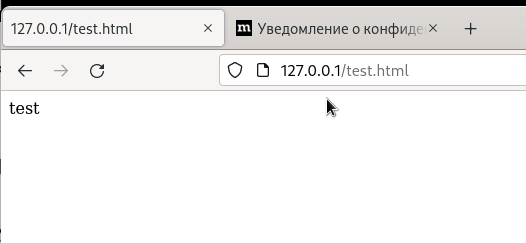 127.0.0.1/test.html
m Уведомление о конфиде
127.0.0.1/test.html
test